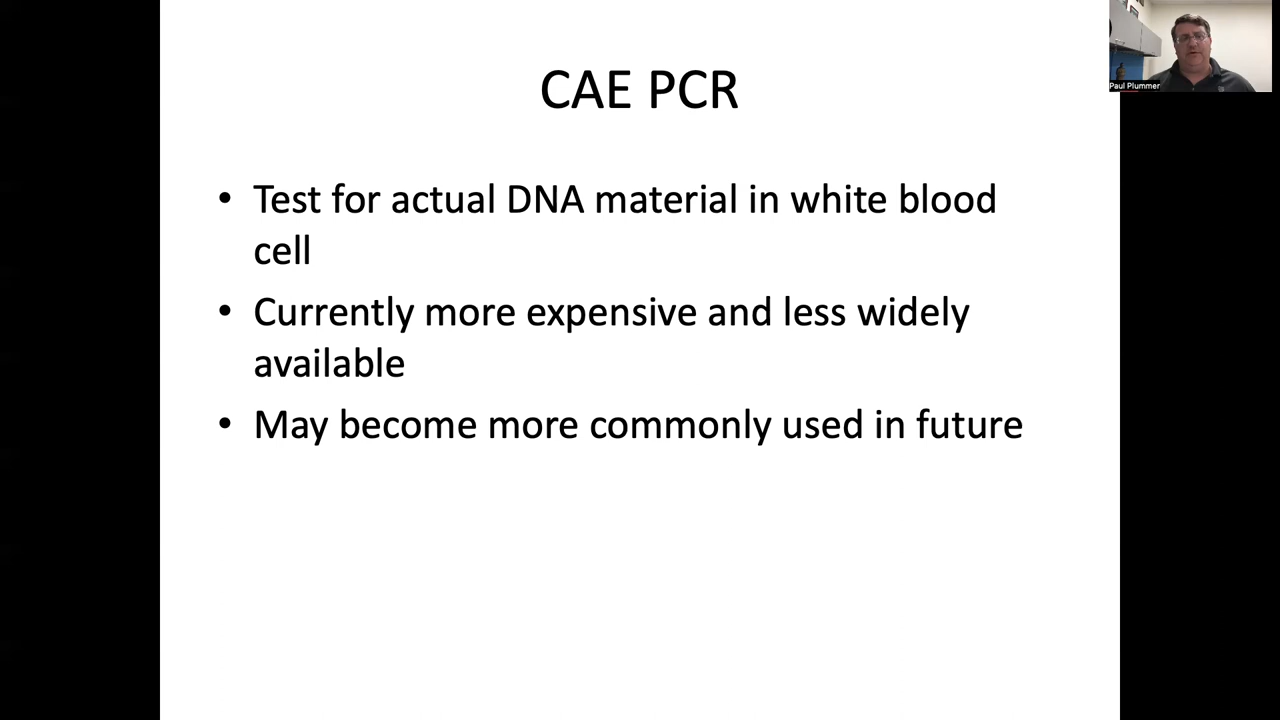 CAE PCR
• Test for actual DNA material in white blood
cell
• Currently more expensive and less widely
available
• May become more commonly used in future
Paul Plummer